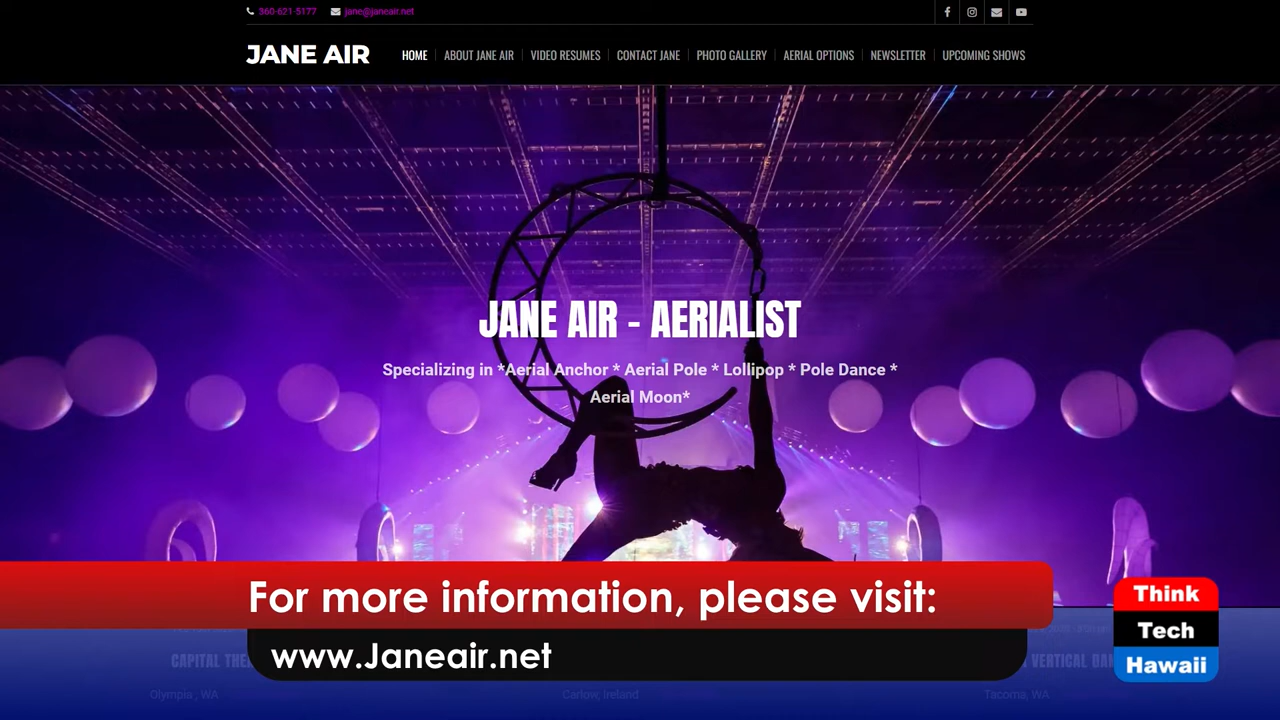 360-621-5177 jane@janeair.net
JANE AIR
HOME ABOUT JANE AIR VIDEO RESUMES CONTACT JANE PHOTO GALLERY AERIAL OPTIONS NEWSLETTER UPCOMING SHOWS
JANE AIR - AERIALIST
Specializing in *Aerial Anchor * Aerial Pole * Lollipop * Pole Dance *
Aerial Moon*
For more information, please visit:
www.Janeair.net
Think
Tech
Hawaii
CAPITAL
VERTICAL
Olympia, WA
Carlow, Ireland
Tacoma, WA